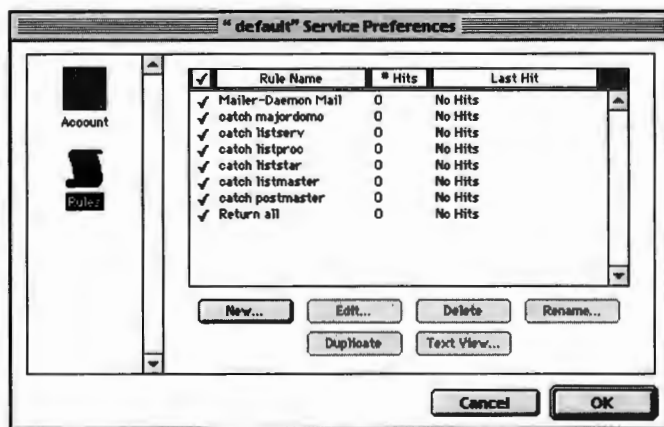 “ default” Service Preferences
Account
Rules
✓ Rule Name # Hits Last Hit
✓ Mailer-Daemon Mail 0 No Hits
✓ catch majordomo 0 No Hits
✓ catch listserv 0 No Hits
✓ catch listproc 0 No Hits
✓ catch liststar 0 No Hits
✓ catch listmaster 0 No Hits
✓ catch postmaster 0 No Hits
✓ Return all 0 No Hits
New... Edit... Delete Rename...
Duplicate Text View...
Cancel OK